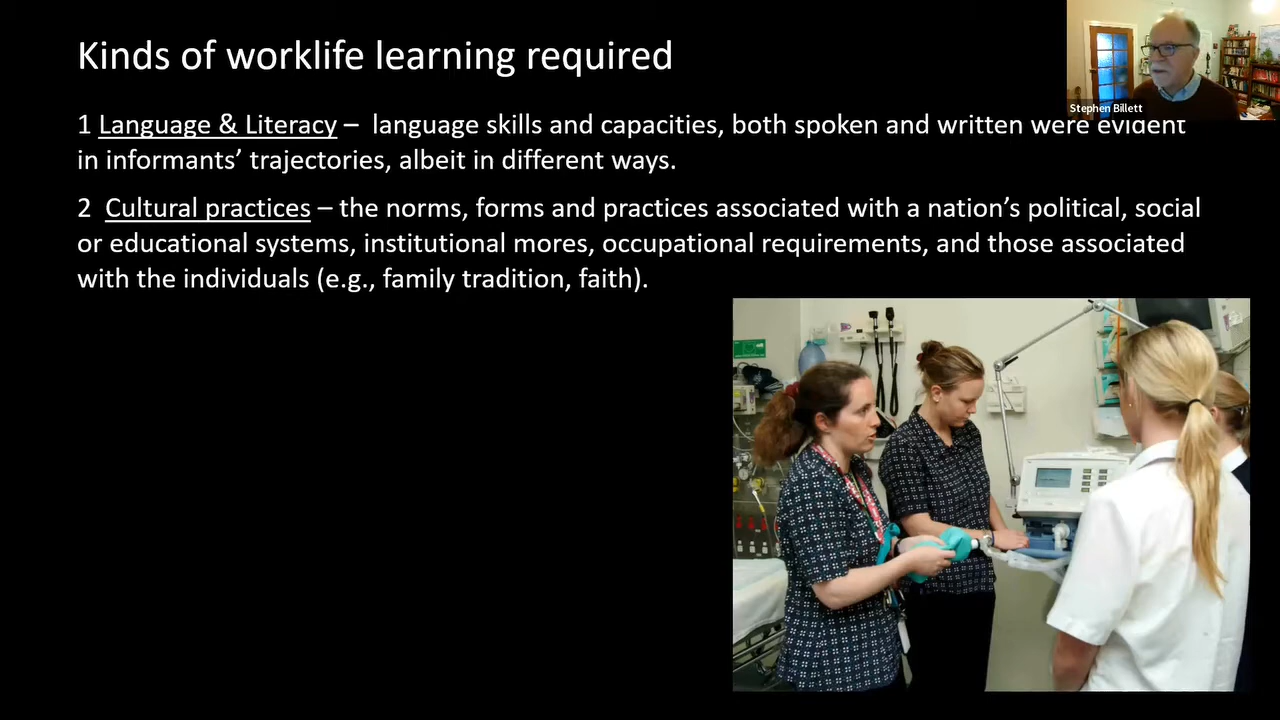 Kinds of worklife learning required
Stephen Billett
1 Language & Literacy – language skills and capacities, both spoken and written were evident
in informants’ trajectories, albeit in different ways.
2 Cultural practices – the norms, forms and practices associated with a nation’s political, social
or educational systems, institutional mores, occupational requirements, and those associated
with the individuals (e.g., family tradition, faith).